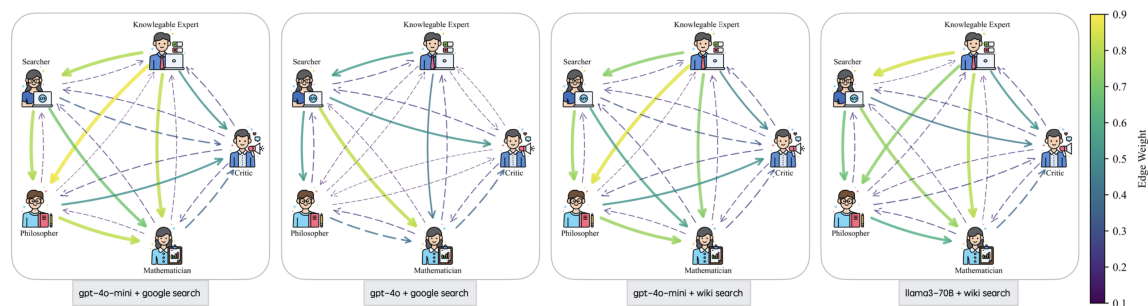 Knowlegable Expert
Searcher
Critic
Philosopher
Mathematician
gpt-4o-mini + google search
Knowlegable Expert
Searcher
Critic
Philosopher
Mathematician
gpt-4o + google search
Knowlegable Expert
Searcher
Critic
Philosopher
Mathematician
gpt-4o-mini + wiki search
Knowlegable Expert
Searcher
Critic
Philosopher
Mathematician
llama3-70B + wiki search
0.9
0.8
0.7
0.6
0.5
0.4
0.3
0.2
0.1
Edge Weight